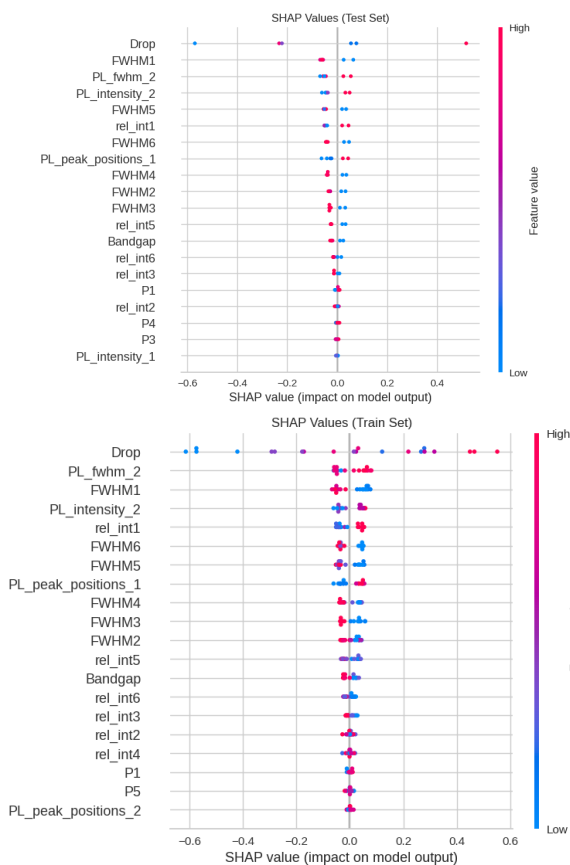 SHAP Values (Test Set)
High
Drop
FWHM1
PL_fwhm_2
PL_intensity_2
FWHM5
rel_int1
FWHM6
PL_peak_positions_1
FWHM4
FWHM2
FWHM3
rel_int5
Bandgap
rel_int6
rel_int3
P1
rel_int2
P4
P3
PL_intensity_1
Feature value
Low
−0.6 −0.4 −0.2 0.0 0.2 0.4
SHAP value (impact on model output)
SHAP Values (Train Set)
High
Drop
PL_fwhm_2
FWHM1
PL_intensity_2
rel_int1
FWHM6
FWHM5
PL_peak_positions_1
FWHM4
FWHM3
FWHM2
rel_int5
Bandgap
rel_int6
rel_int3
rel_int2
rel_int4
P1
P5
PL_peak_positions_2
Low
−0.6 −0.4 −0.2 0.0 0.2 0.4 0.6
SHAP value (impact on model output)